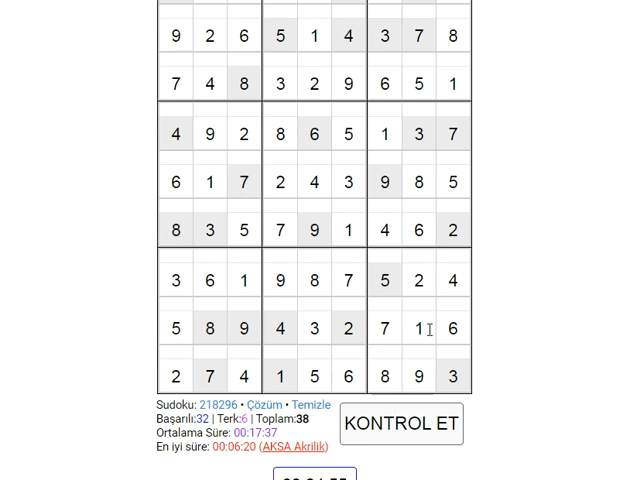 9 2 6 5 1 4 3 7 8
7 4 8 3 2 9 6 5 1
4 9 2 8 6 5 1 3 7
6 1 7 2 4 3 9 8 5
8 3 5 7 9 1 4 6 2
3 6 1 9 8 7 5 2 4
5 8 9 4 3 2 7 1 6
2 7 4 1 5 6 8 9 3
Sudoku: 218296 • Çözüm • Temizle
Başarılı:32 | Terk:6 | Toplam:38
Ortalama Süre: 00:17:37
En iyi süre: 00:06:20 (AKSA Akrilik)
KONTROL ET